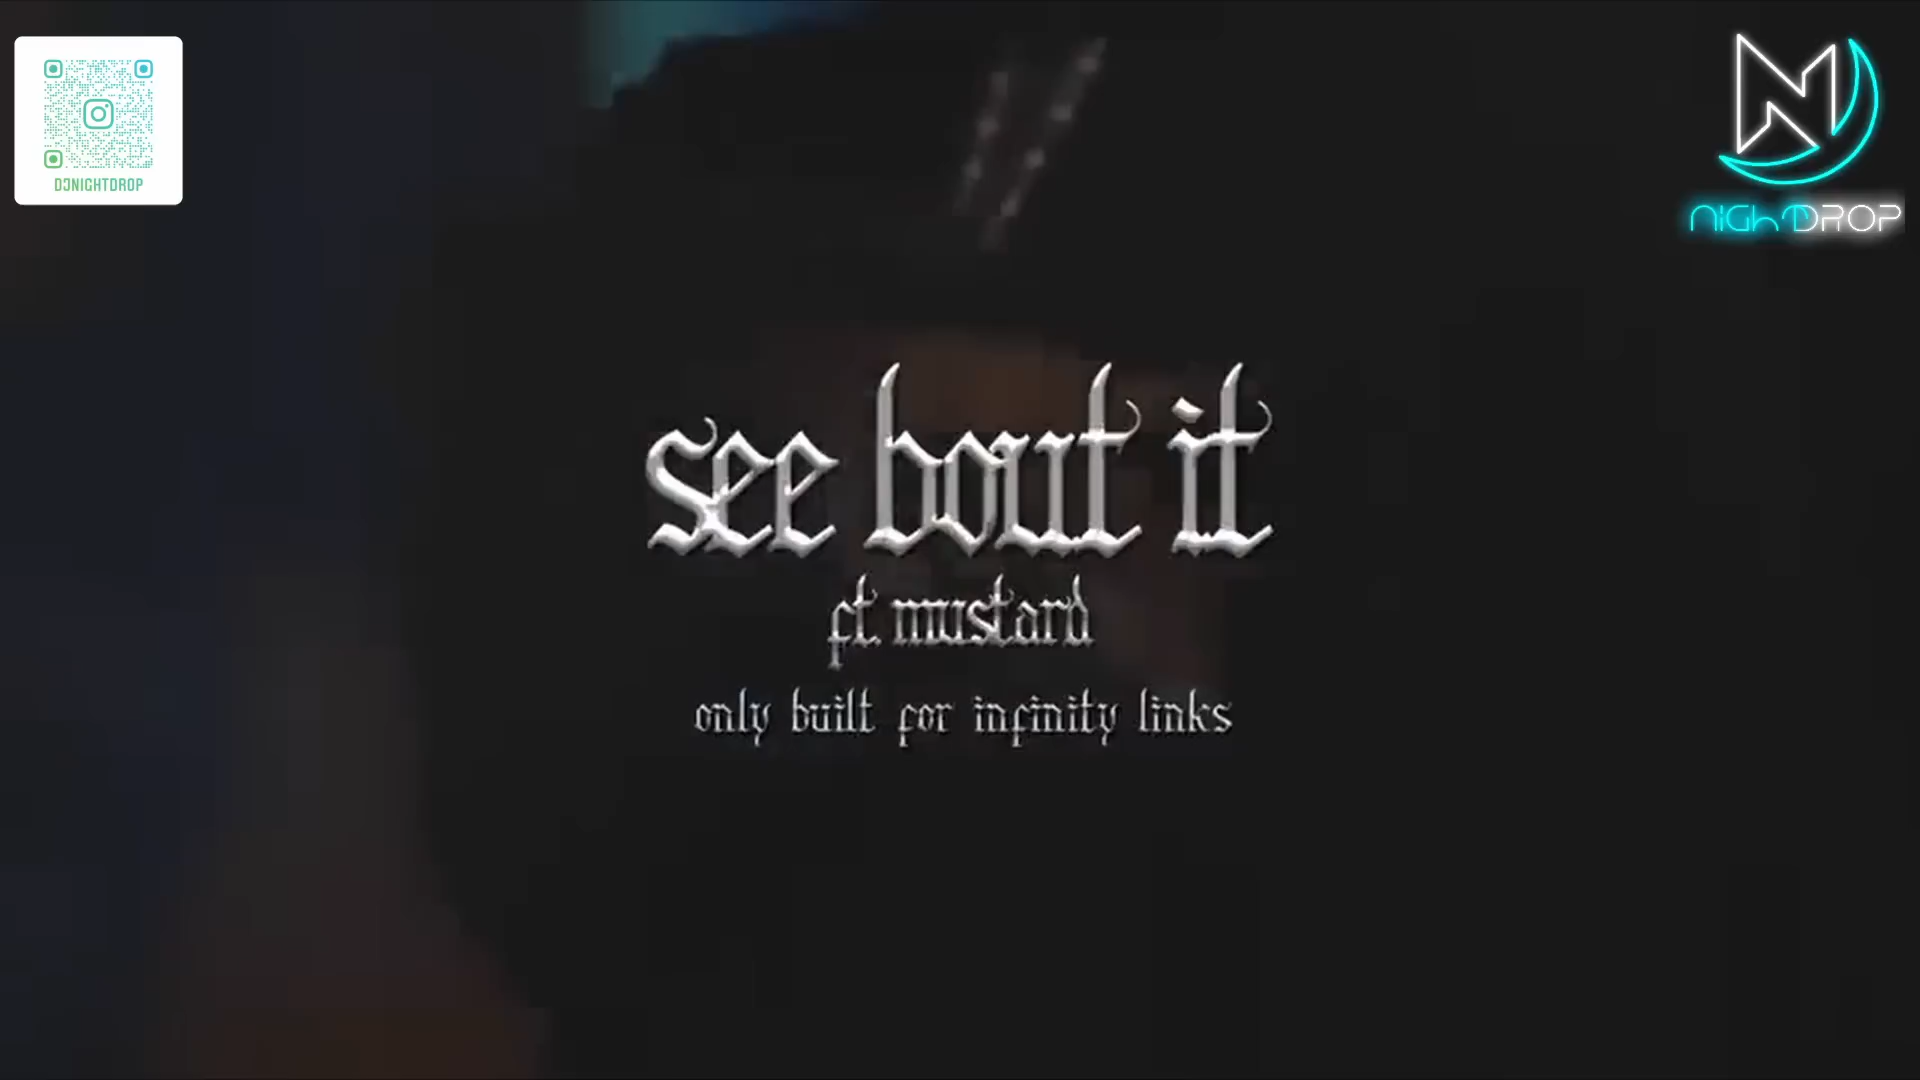 DJNIGHTDROP
NIGHTDROP
see bout it
ft. mustard
only built for infinity links